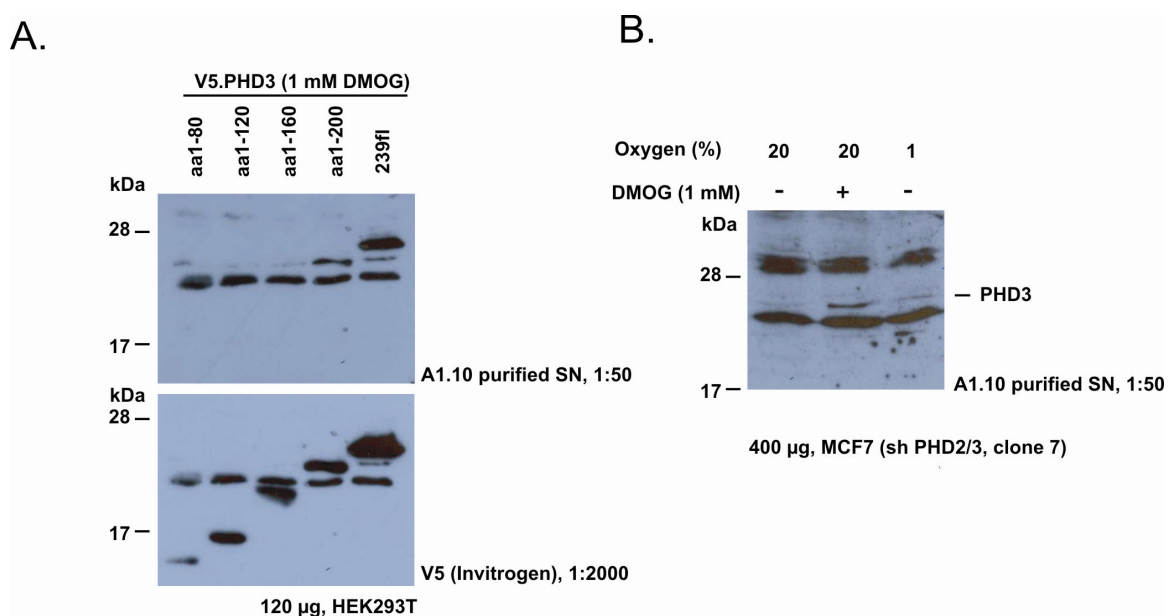 A.
V5.PHD3 (1 mM DMOG)
aa1-80
aa1-120
aa1-160
aa1-200
239fl
kDa
28
17
A1.10 purified SN, 1:50
kDa
28
17
V5 (Invitrogen), 1:2000
120 µg, HEK293T
B.
Oxygen (%) 20 20 1
DMOG (1 mM) - + -
kDa
28
PHD3
17
A1.10 purified SN, 1:50
400 µg, MCF7 (sh PHD2/3, clone 7)